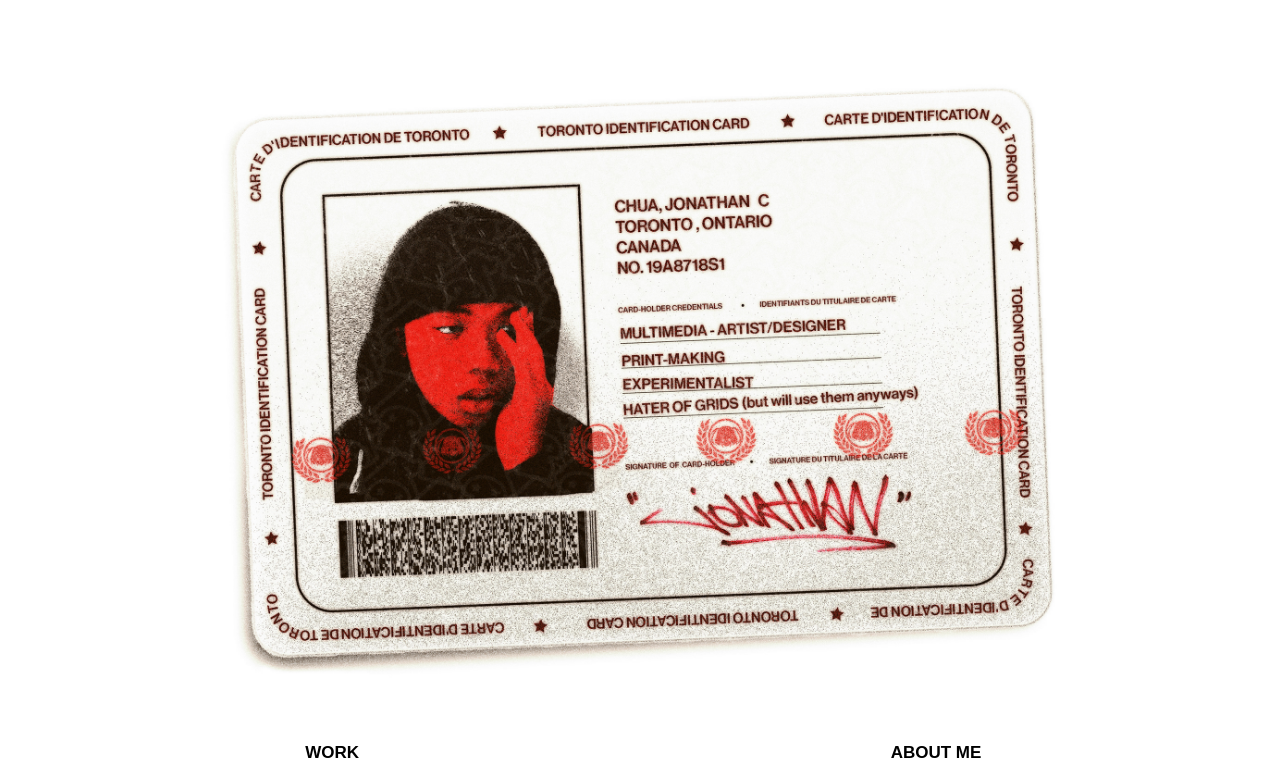 CARTE D'IDENTIFICATION DE TORONTO ★ TORONTO IDENTIFICATION CARD ★ CARTE D'IDENTIFICATION DE TORONTO
★ TORONTO IDENTIFICATION CARD ★
CHUA, JONATHAN C
TORONTO , ONTARIO
CANADA
NO. 19A8718S1
CARD-HOLDER CREDENTIALS • IDENTIFIANTS DU TITULAIRE DE CARTE
MULTIMEDIA - ARTIST/DESIGNER
PRINT-MAKING
EXPERIMENTALIST
HATER OF GRIDS (but will use them anyways)
SIGNATURE OF CARD-HOLDER • SIGNATURE DU TITULAIRE DE LA CARTE
"JONATHAN"
★ TORONTO IDENTIFICATION CARD ★
CARTE D'IDENTIFICATION DE TORONTO ★ TORONTO IDENTIFICATION CARD ★ CARTE D'IDENTIFICATION DE
WORK
ABOUT ME